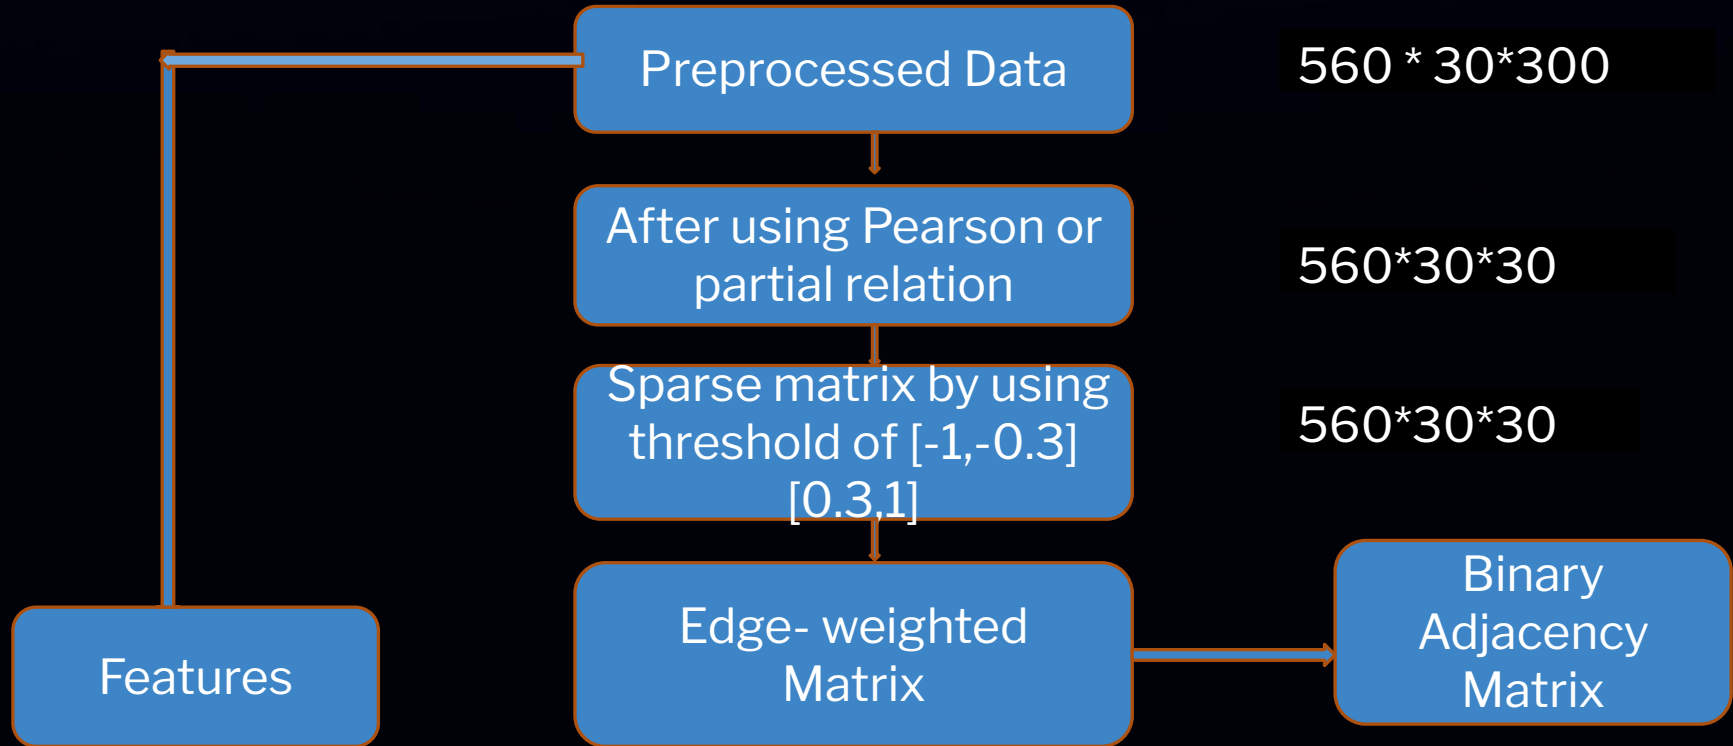 Preprocessed Data
560 * 30*300
After using Pearson or
partial relation
560*30*30
Sparse matrix by using
threshold of [-1,-0.3]
[0.3,1]
560*30*30
Features
Edge- weighted
Matrix
Binary
Adjacency
Matrix